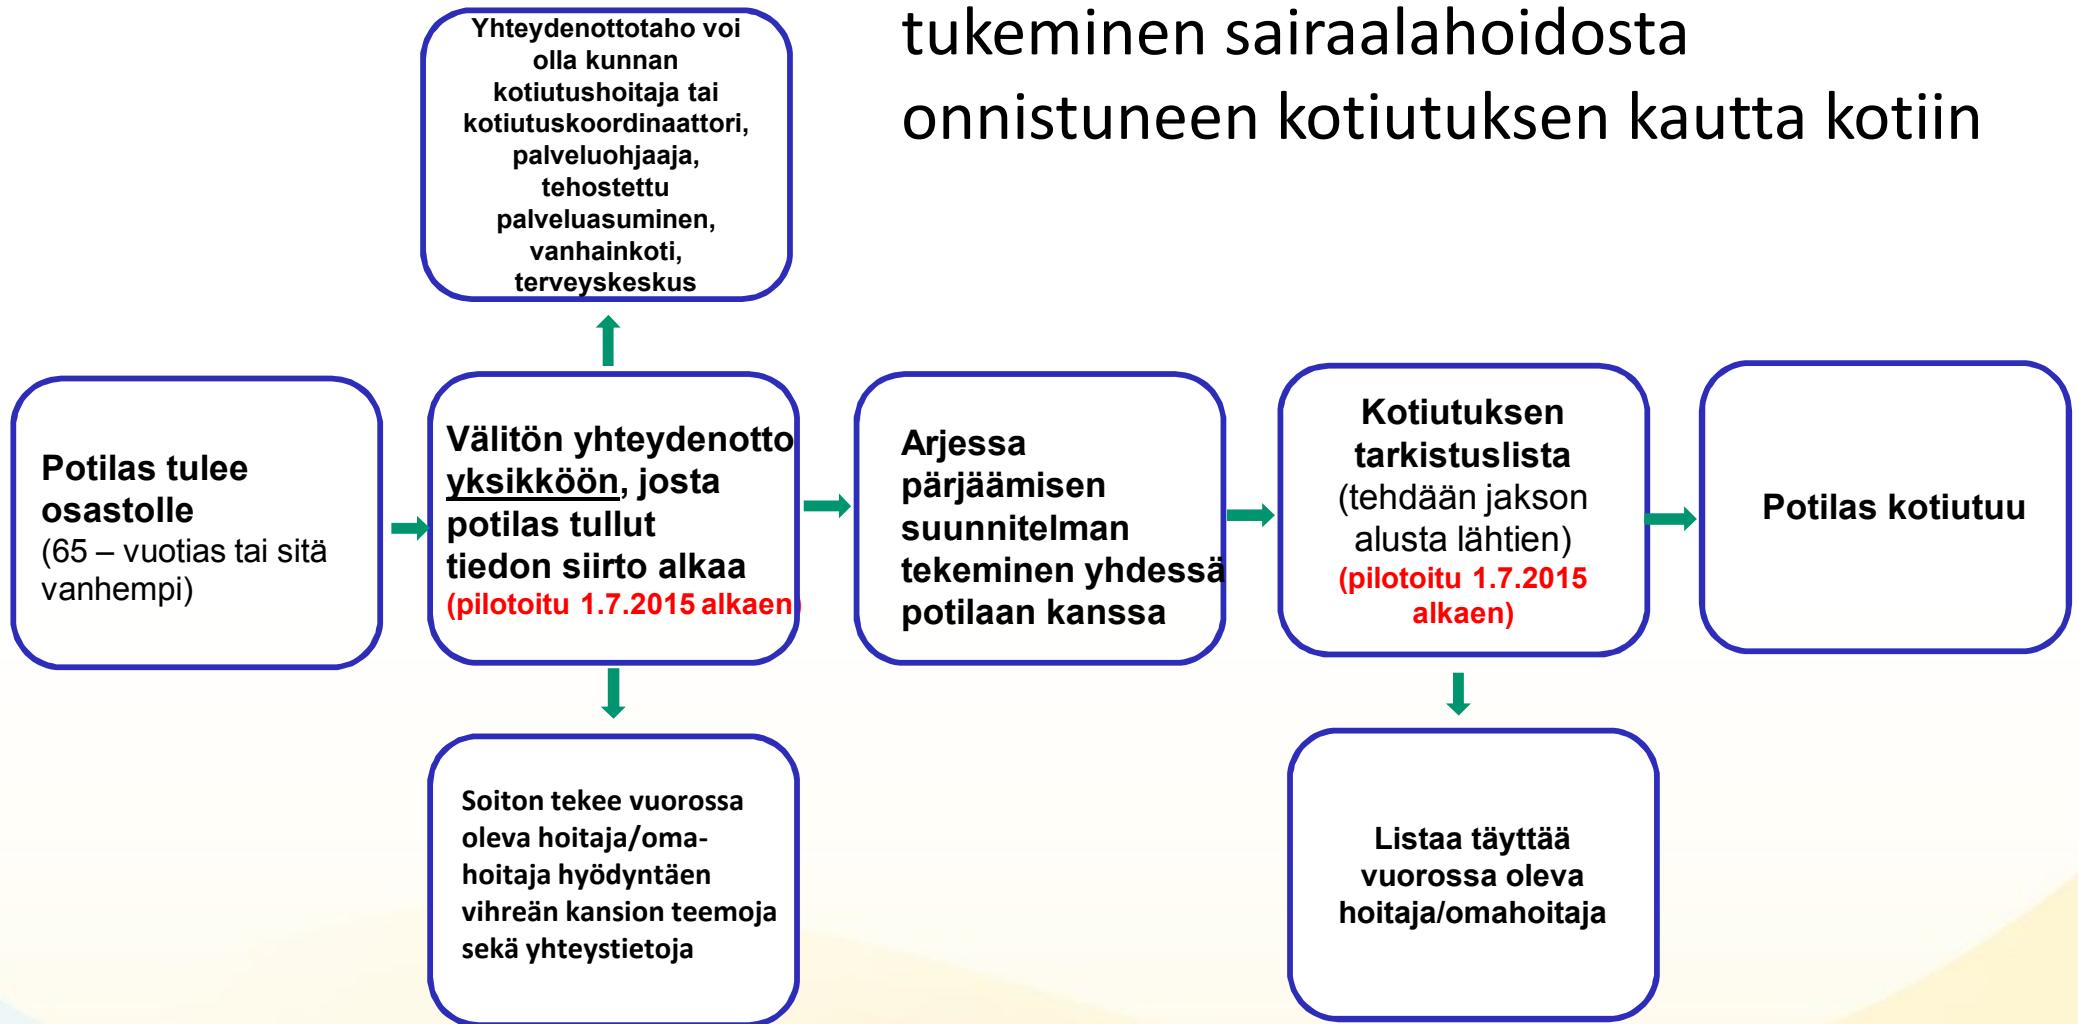 tukeminen sairaalahoidosta
onnistuneen kotiutuksen kautta kotiin
Yhteydenottotaho voi
olla kunnan
kotiutushoitaja tai
kotiutuskoordinaattori,
palveluohjaaja,
tehostettu
palveluasuminen,
vanhainkoti,
terveyskeskus
Potilas tulee
osastolle
(65 – vuotias tai sitä
vanhempi)
Välitön yhteydenotto
yksikköön, josta
potilas tullut
tiedon siirto alkaa
(pilotoitu 1.7.2015 alkaen)
Arjessa
pärjäämisen
suunnitelman
tekeminen yhdessä
potilaan kanssa
Kotiutuksen
tarkistuslista
(tehdään jakson
alusta lähtien)
(pilotoitu 1.7.2015
alkaen)
Potilas kotiutuu
Soiton tekee vuorossa
oleva hoitaja/oma-
hoitaja hyödyntäen
vihreän kansion teemoja
sekä yhteystietoja
Listaa täyttää
vuorossa oleva
hoitaja/omahoitaja